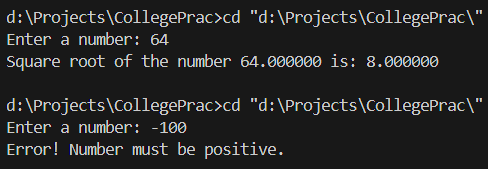 d:\Projects\CollegePrac>cd "d:\Projects\CollegePrac\"
Enter a number: 64
Square root of the number 64.000000 is: 8.000000
d:\Projects\CollegePrac>cd "d:\Projects\CollegePrac\"
Enter a number: -100
Error! Number must be positive.